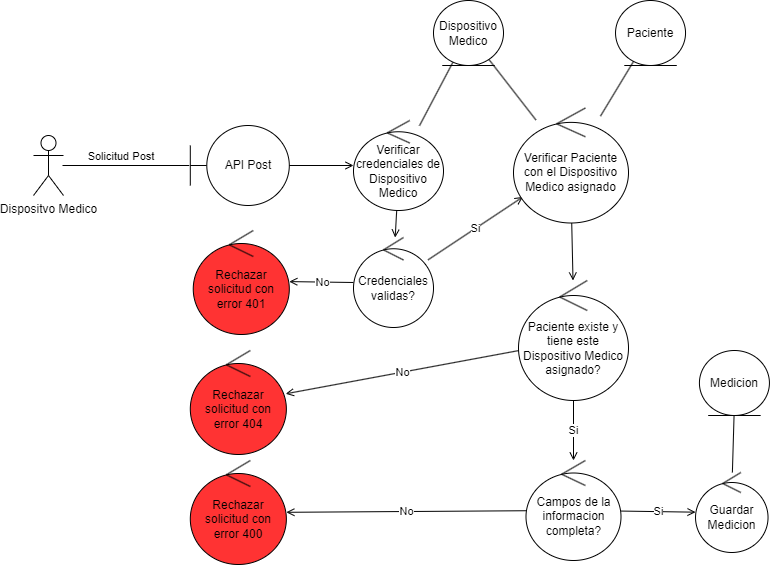 Dispositivo
Medico
Paciente
Solicitud Post
API Post
Verificar
credenciales de
Dispositivo
Medico
Verificar Paciente
con el Dispositivo
Medico asignado
Dispositvo Medico
Si
Rechazar
solicitud con
error 401
No
Credenciales
validas?
Paciente existe y
tiene este
Dispositivo Medico
asignado?
No
Medicion
Rechazar
solicitud con
error 404
Si
Rechazar
solicitud con
error 400
No
Campos de la
informacion
completa?
Si
Guardar
Medicion